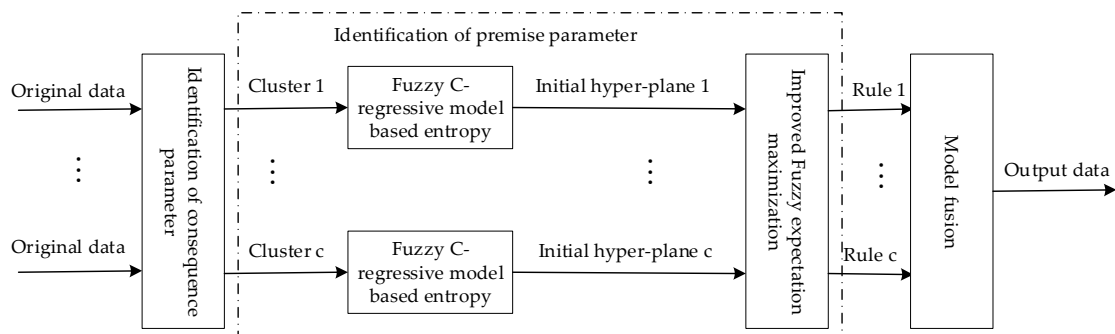 Identification of premise parameter
Original data
Cluster 1
Fuzzy C-
regressive model
based entropy
Initial hyper-plane 1
Rule 1
Identification of consequence
parameter
Improved Fuzzy expectation
maximization
Model fusion
Output data
Original data
Cluster c
Fuzzy C-
regressive model
based entropy
Initial hyper-plane c
Rule c